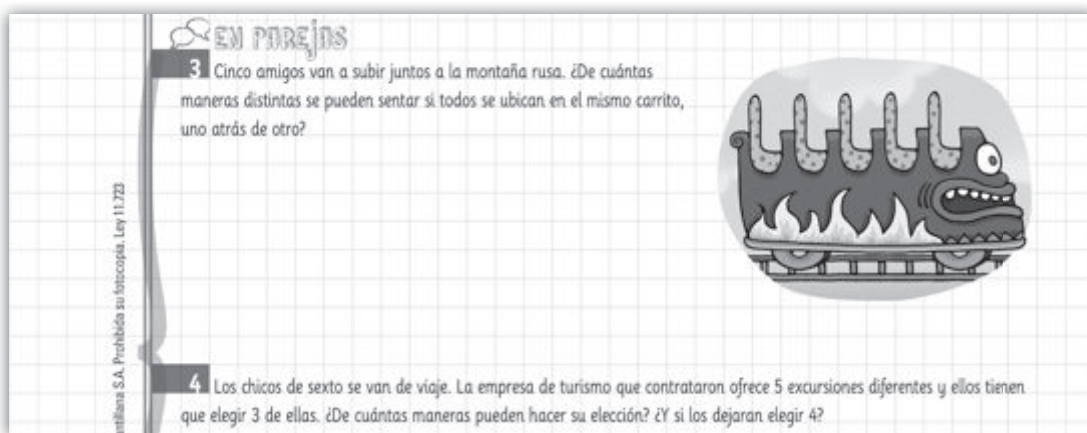 EN PAREJAS
3 Cinco amigos van a subir juntos a la montaña rusa. ¿De cuántas
maneras distintas se pueden sentar si todos se ubican en el mismo carrito,
uno atrás de otro?
ntillana S.A. Prohibida su fotocopia. Ley 11.723
4 Los chicos de sexto se van de viaje. La empresa de turismo que contrataron ofrece 5 excursiones diferentes y ellos tienen
que elegir 3 de ellas. ¿De cuántas maneras pueden hacer su elección? ¿Y si los dejaran elegir 4?